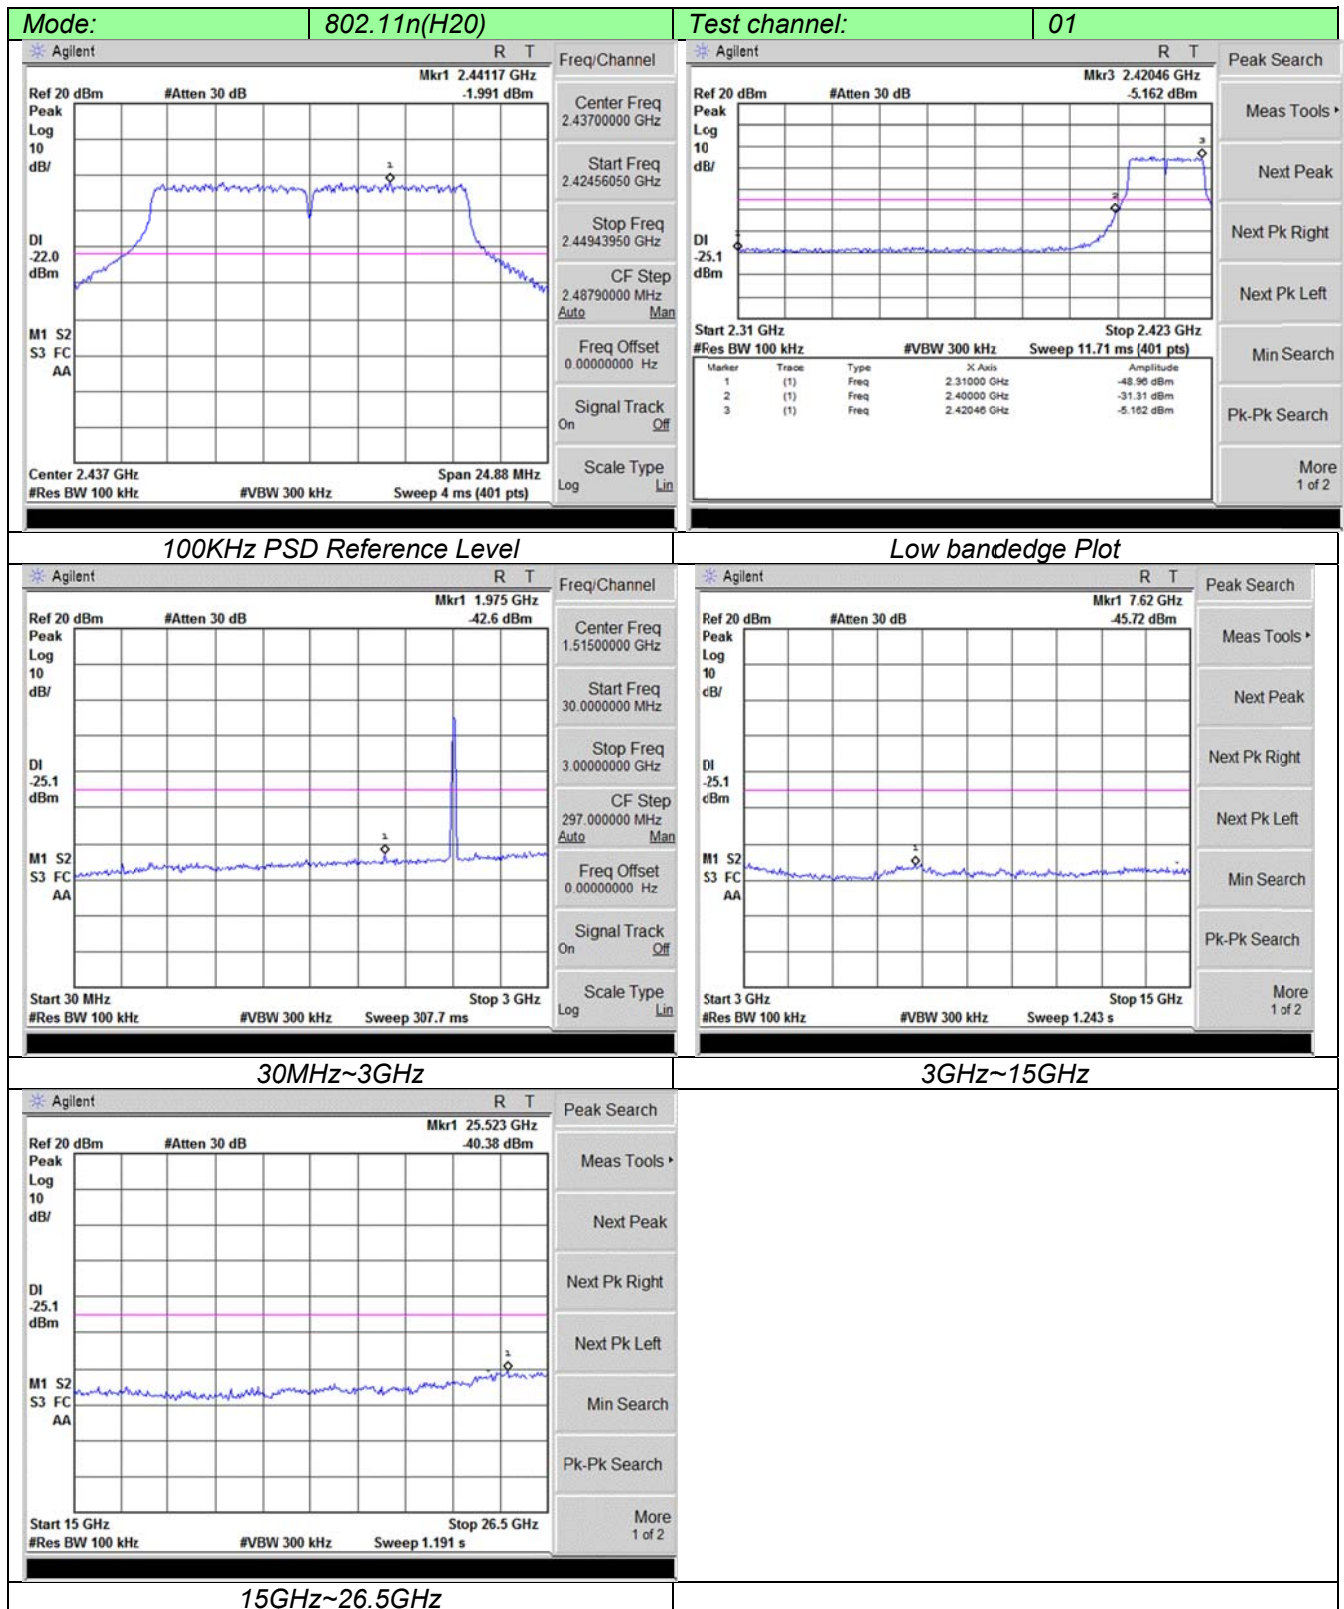 Mode: 802.11n(H20) Test channel: 01
Agilent R T
Mkr1 2.44117 GHz
Ref 20 dBm #Atten 30 dB -1.991 dBm
Peak
Log
10
dB/
1
DI
-22.0
dBm
M1 S2
S3 FC
AA
Center 2.437 GHz Span 24.88 MHz
#Res BW 100 kHz #VBW 300 kHz Sweep 4 ms (401 pts)
Freq/Channel
Center Freq
2.43700000 GHz
Start Freq
2.42456050 GHz
Stop Freq
2.44943950 GHz
CF Step
2.48790000 MHz
Auto Man
Freq Offset
0.00000000 Hz
Signal Track
On Off
Scale Type
Log Lin
Agilent R T
Mkr3 2.42046 GHz
Ref 20 dBm #Atten 30 dB -5.162 dBm
Peak
Log
10
dB/
3
2
1
DI
-25.1
dBm
Start 2.31 GHz Stop 2.423 GHz
#Res BW 100 kHz #VBW 300 kHz Sweep 11.71 ms (401 pts)
Marker Trace Type X Axis Amplitude
1 (1) Freq 2.31000 GHz -48.96 dBm
2 (1) Freq 2.40000 GHz -31.31 dBm
3 (1) Freq 2.42046 GHz -5.162 dBm
Peak Search
Meas Tools
Next Peak
Next Pk Right
Next Pk Left
Min Search
Pk-Pk Search
More
1 of 2
100KHz PSD Reference Level Low bandedge Plot
Agilent R T
Mkr1 1.975 GHz
Ref 20 dBm #Atten 30 dB -42.6 dBm
Peak
Log
10
dB/
DI
-25.1
dBm
1
M1 S2
S3 FC
AA
Start 30 MHz Stop 3 GHz
#Res BW 100 kHz #VBW 300 kHz Sweep 307.7 ms
Freq/Channel
Center Freq
1.51500000 GHz
Start Freq
30.0000000 MHz
Stop Freq
3.00000000 GHz
CF Step
297.000000 MHz
Auto Man
Freq Offset
0.00000000 Hz
Signal Track
On Off
Scale Type
Log Lin
Agilent R T
Mkr1 7.62 GHz
Ref 20 dBm #Atten 30 dB -45.72 dBm
Peak
Log
10
dB/
DI
-25.1
dBm
1
M1 S2
S3 FC
AA
Start 3 GHz Stop 15 GHz
#Res BW 100 kHz #VBW 300 kHz Sweep 1.243 s
Peak Search
Meas Tools
Next Peak
Next Pk Right
Next Pk Left
Min Search
Pk-Pk Search
More
1 of 2
30MHz~3GHz 3GHz~15GHz
Agilent R T
Mkr1 25.523 GHz
Ref 20 dBm #Atten 30 dB -40.38 dBm
Peak
Log
10
dB/
DI
-25.1
dBm
1
M1 S2
S3 FC
AA
Start 15 GHz Stop 26.5 GHz
#Res BW 100 kHz #VBW 300 kHz Sweep 1.191 s
Peak Search
Meas Tools
Next Peak
Next Pk Right
Next Pk Left
Min Search
Pk-Pk Search
More
1 of 2
15GHz~26.5GHz